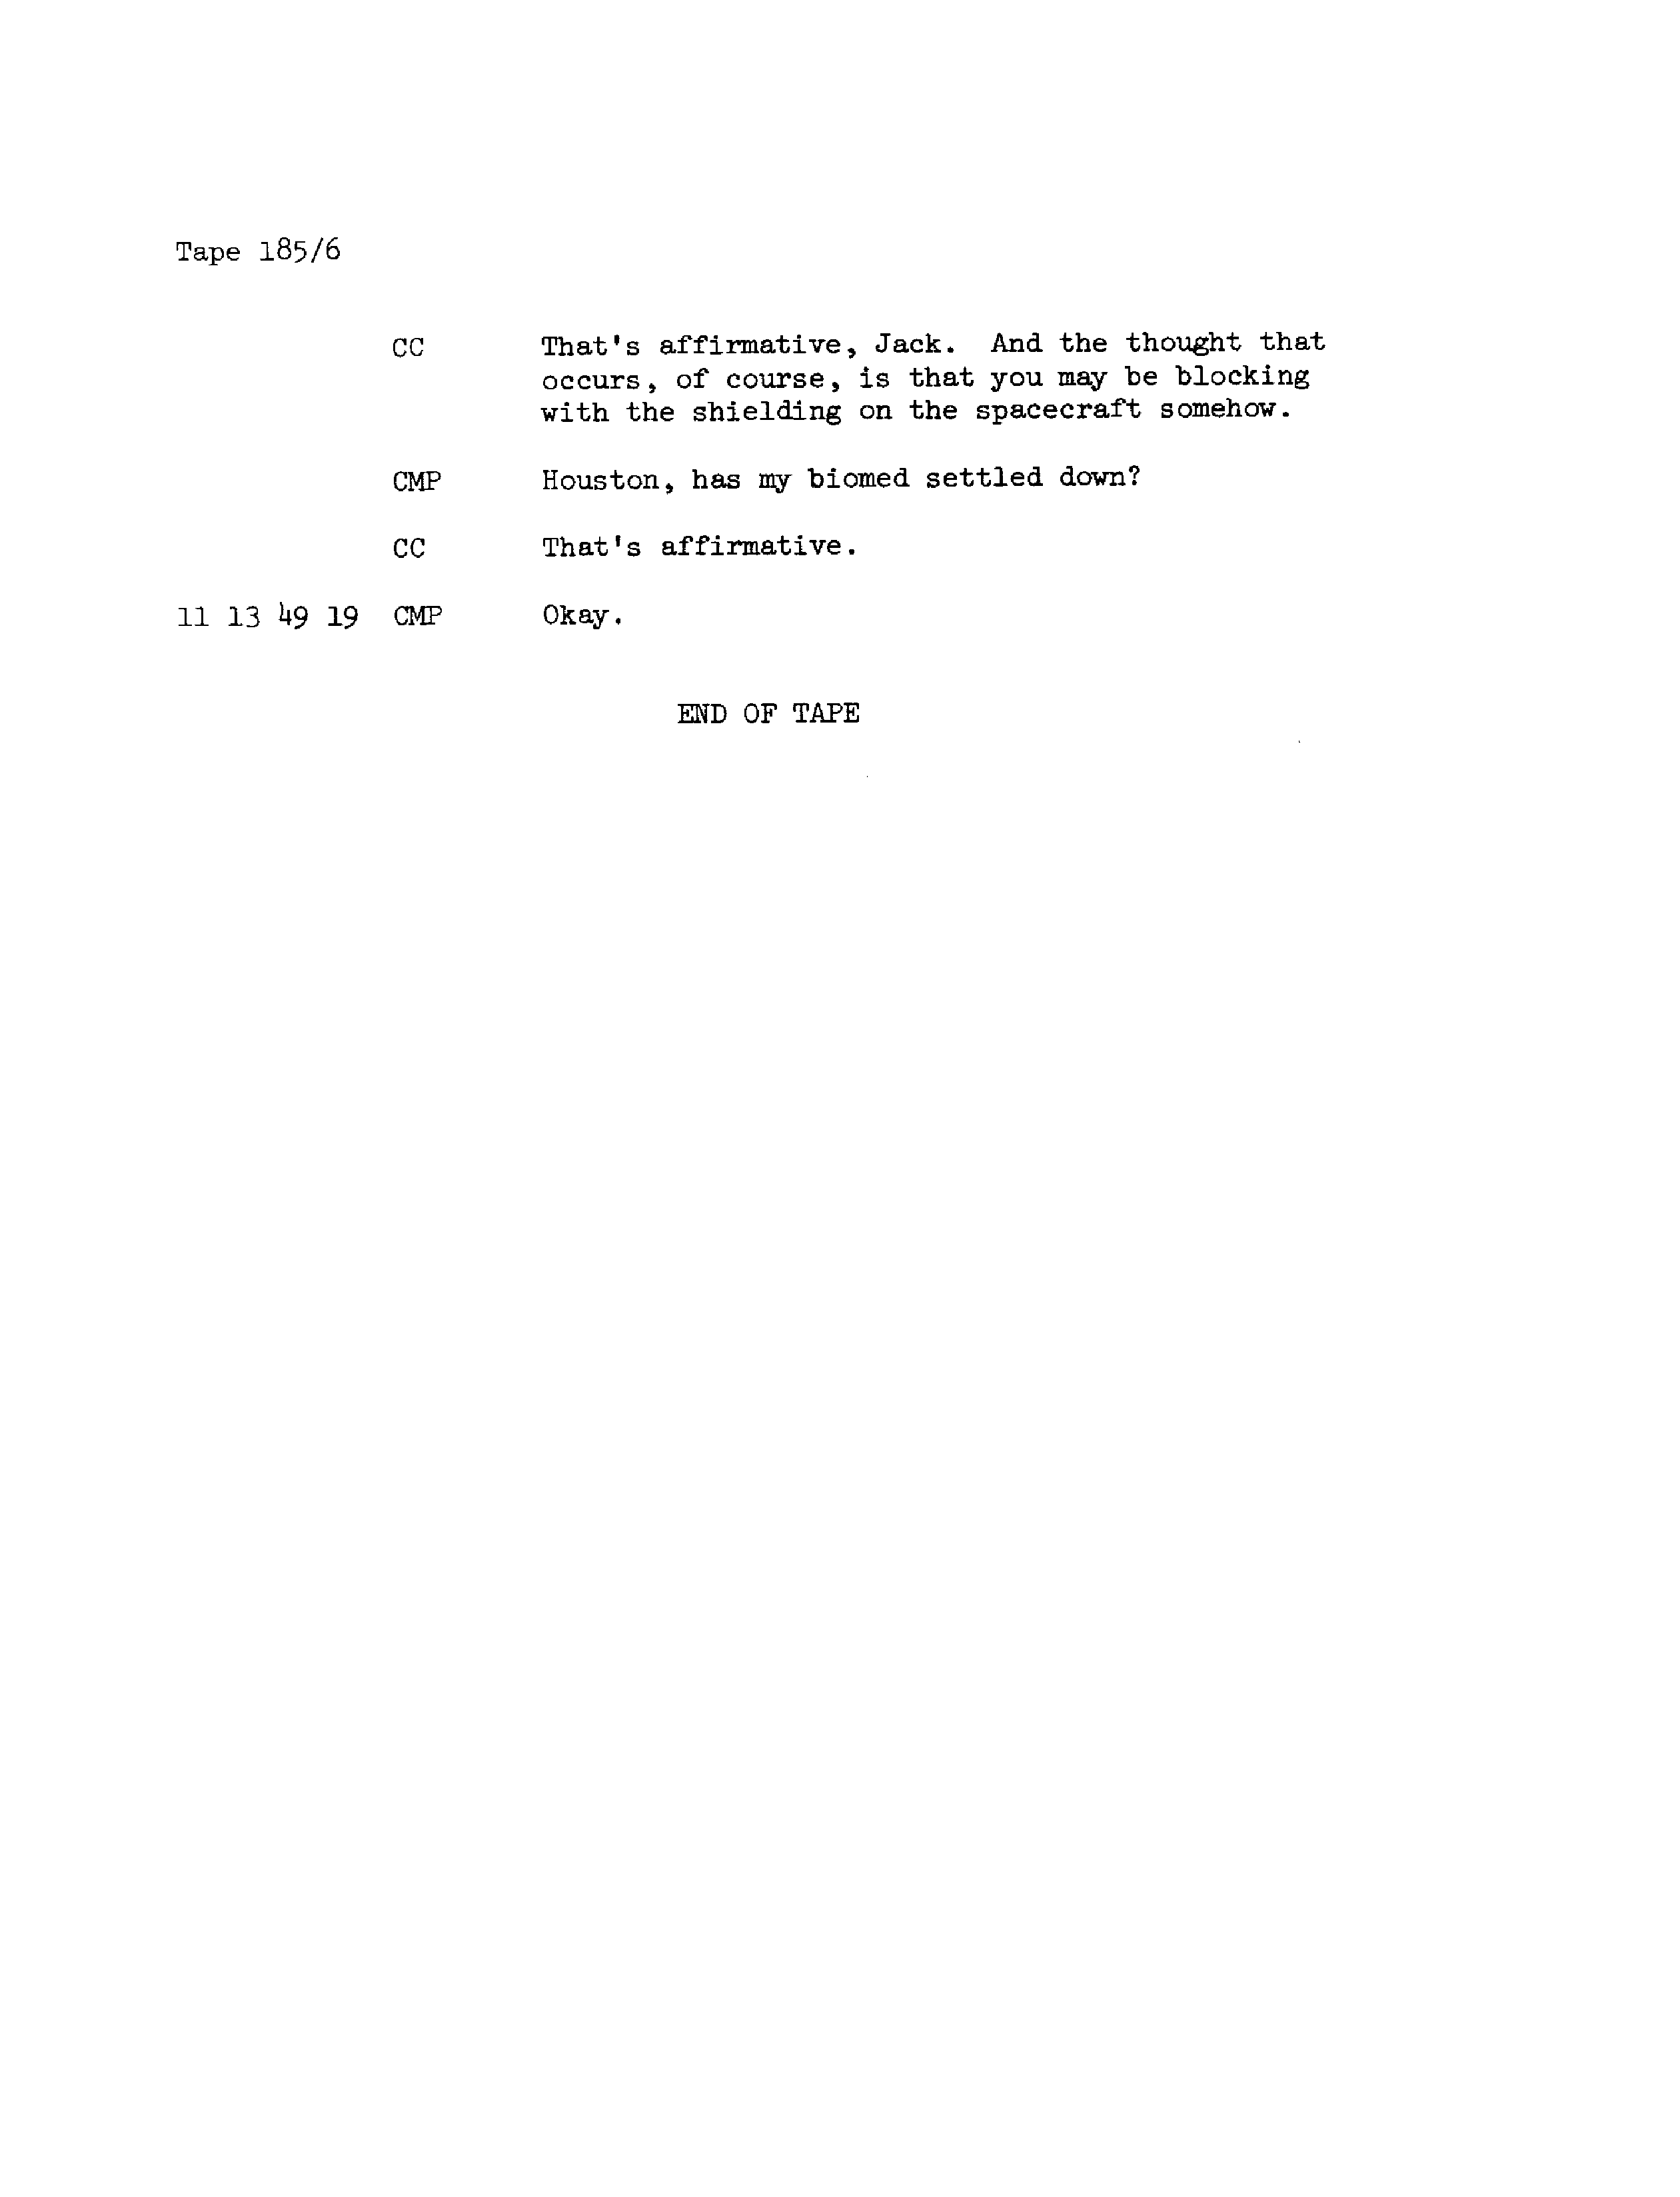 Tape 185/6
CC That's affirmative, Jack. And the thought that
occurs, of course, is that you may be blocking
with the shielding on the spacecraft somehow.
CMP Houston, has my biomed settled down?
CC That's affirmative.
11 13 49 19 CMP Okay.
END OF TAPE